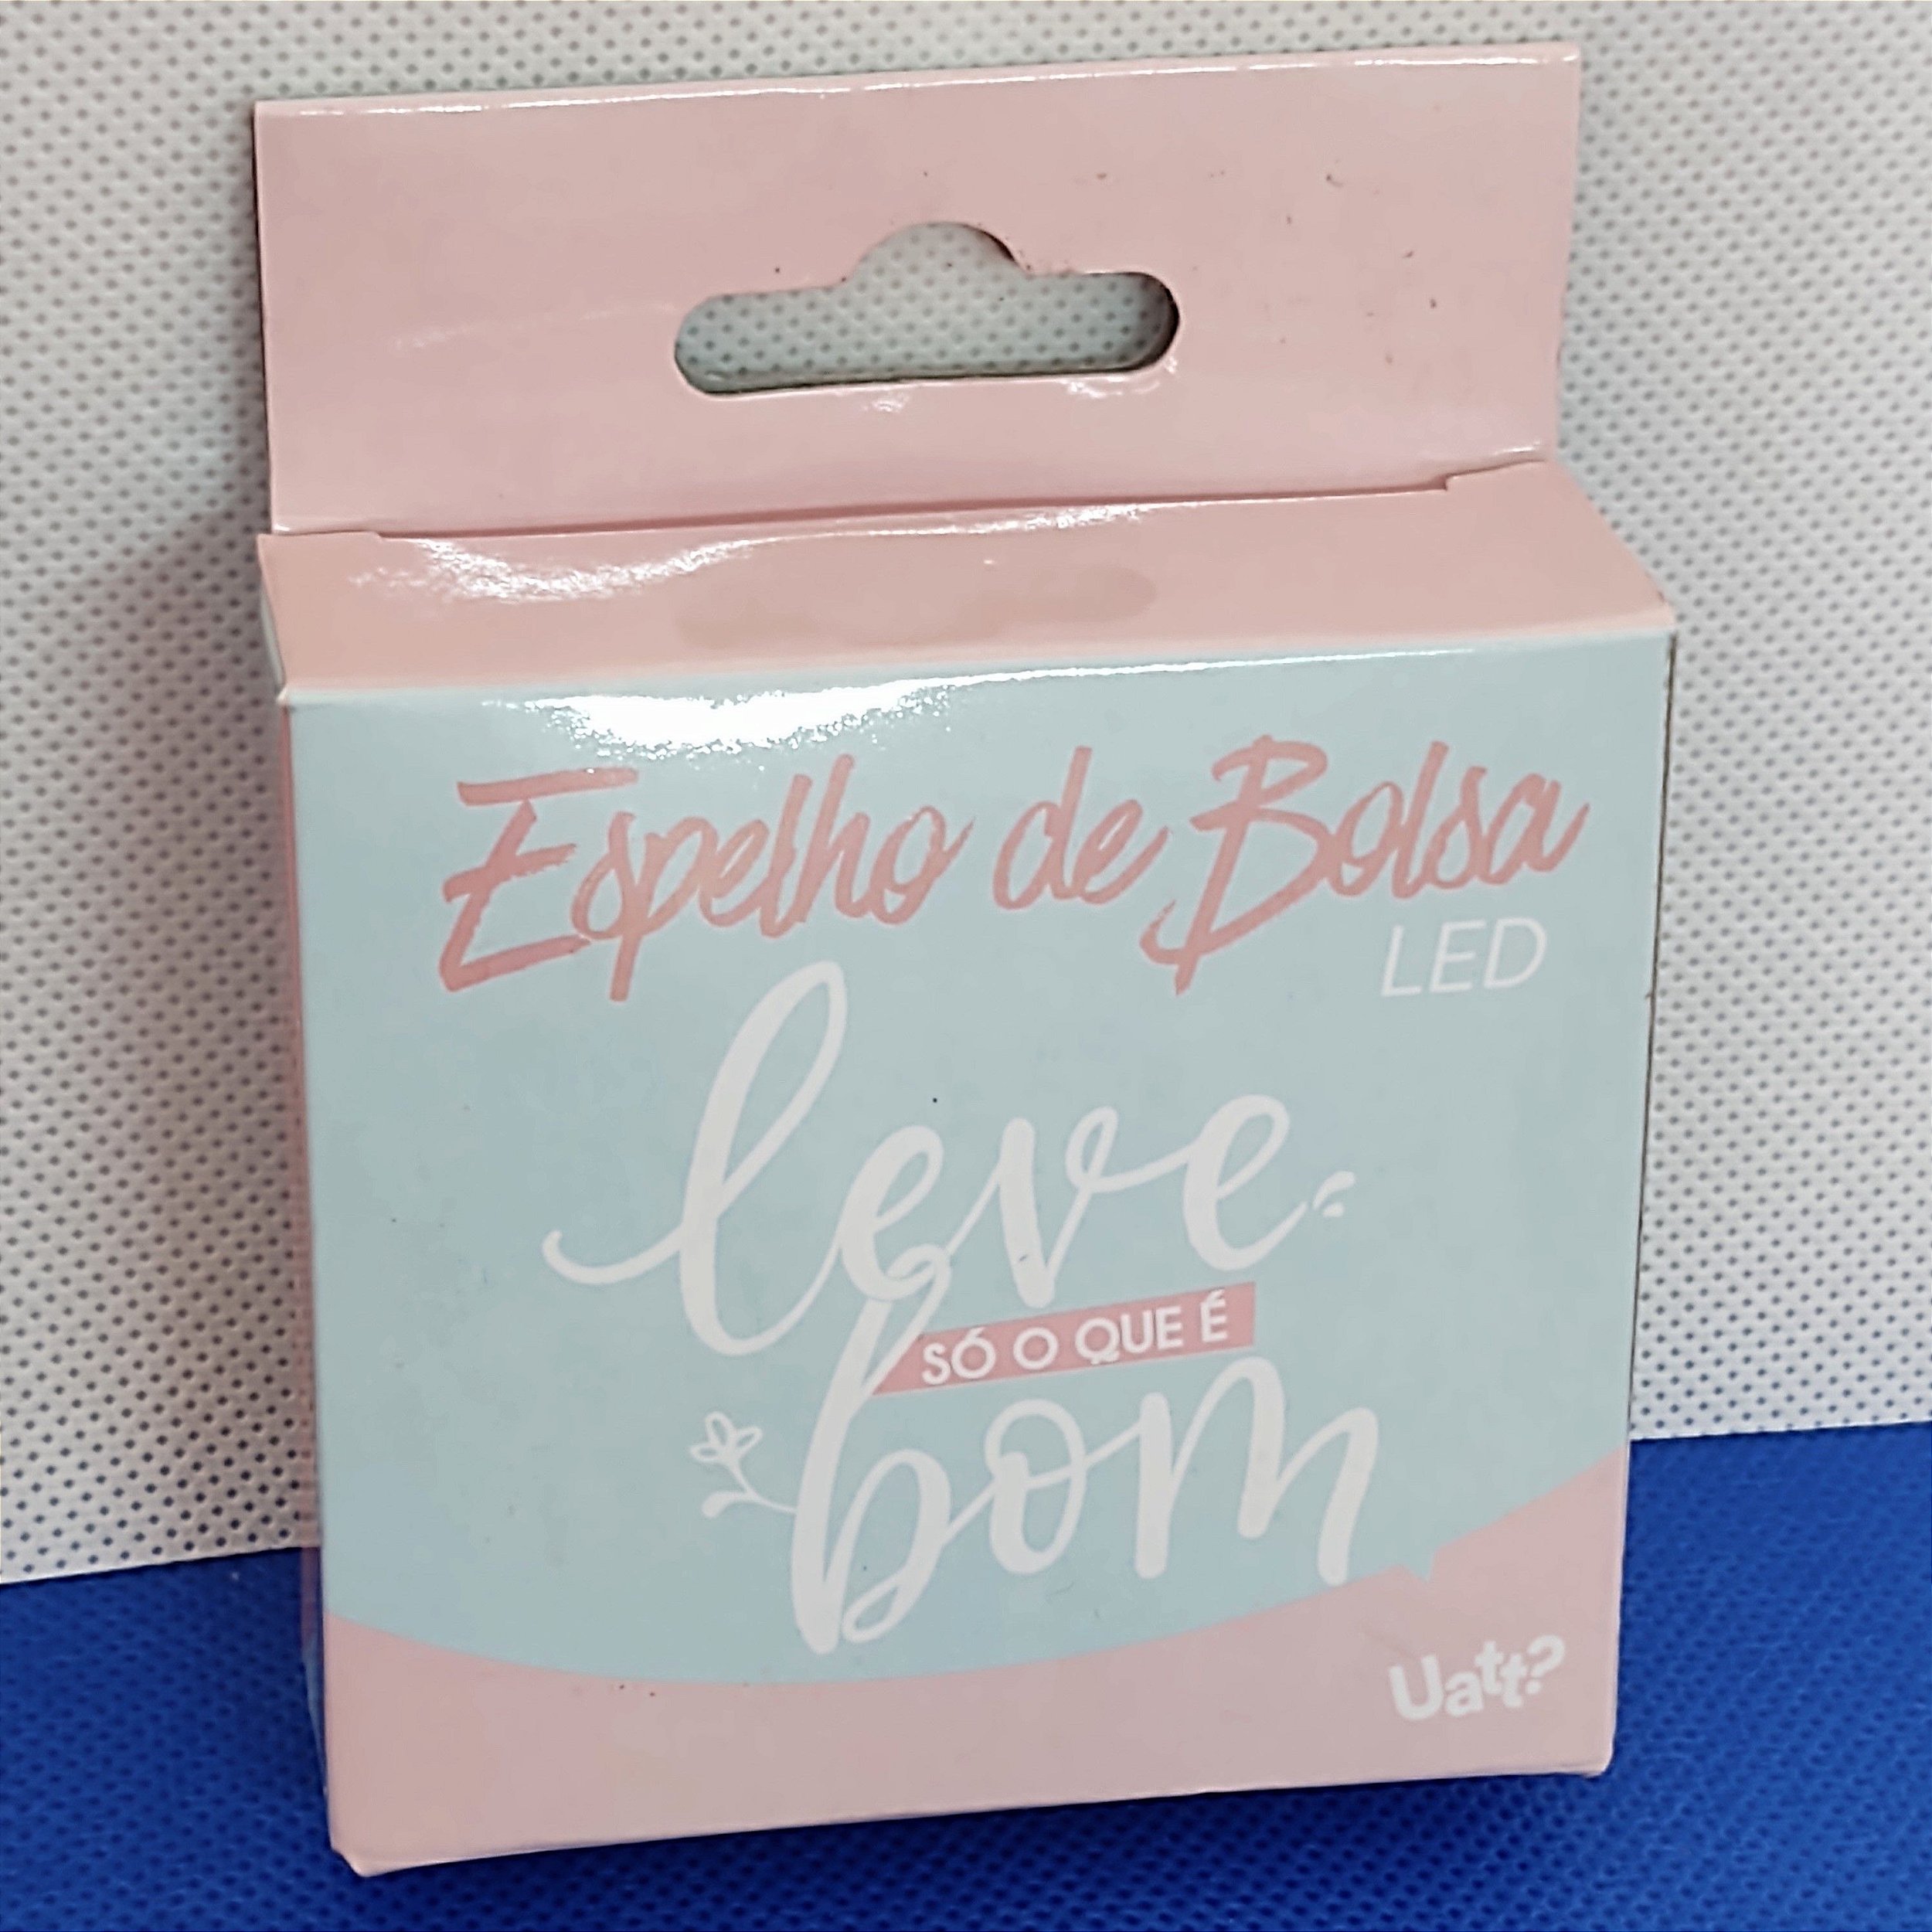 Espelho de Bolsa
LED
leve
SÓ O QUE É
bom
Uatt?